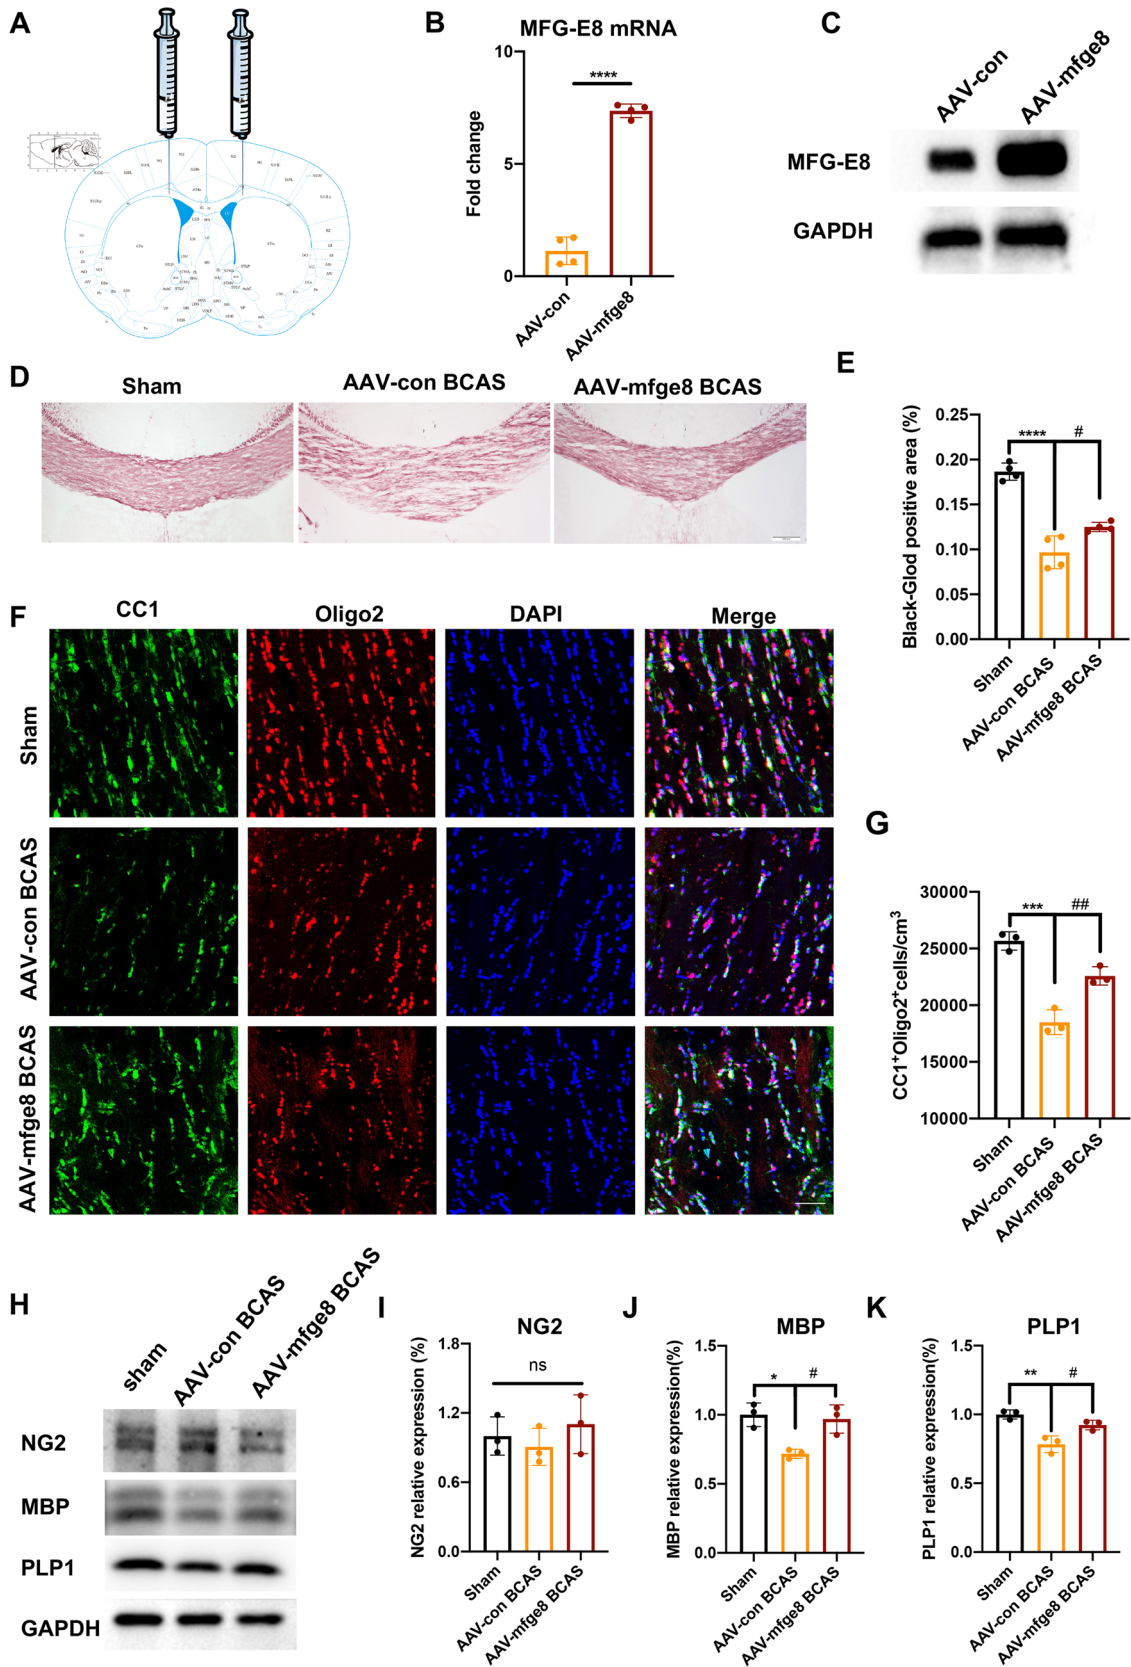 A
B
MFG-E8 mRNA
Fold change
10
5
0
****
AAV-con
AAV-mfge8
C
AAV-con
AAV-mfge8
MFG-E8
GAPDH
D
Sham
AAV-con BCAS
AAV-mfge8 BCAS
E
Black-Glod positive area (%)
0.25
0.20
0.15
0.10
0.05
0.00
****
#
Sham
AAV-con BCAS
AAV-mfge8 BCAS
F
CC1
Oligo2
DAPI
Merge
Sham
AAV-con BCAS
AAV-mfge8 BCAS
G
CC1+Oligo2+cells/cm3
30000
25000
20000
15000
10000
***
##
Sham
AAV-con BCAS
AAV-mfge8 BCAS
H
sham
AAV-con BCAS
AAV-mfge8 BCAS
NG2
MBP
PLP1
GAPDH
I
NG2
NG2 relative expression (%)
1.8
1.2
0.6
0.0
ns
Sham
AAV-con BCAS
AAV-mfge8 BCAS
J
MBP
MBP relative expression(%)
1.5
1.0
0.5
0.0
*
#
Sham
AAV-con BCAS
AAV-mfge8 BCAS
K
PLP1
PLP1 relative expression(%)
1.5
1.0
0.5
0.0
**
#
Sham
AAV-con BCAS
AAV-mfge8 BCAS